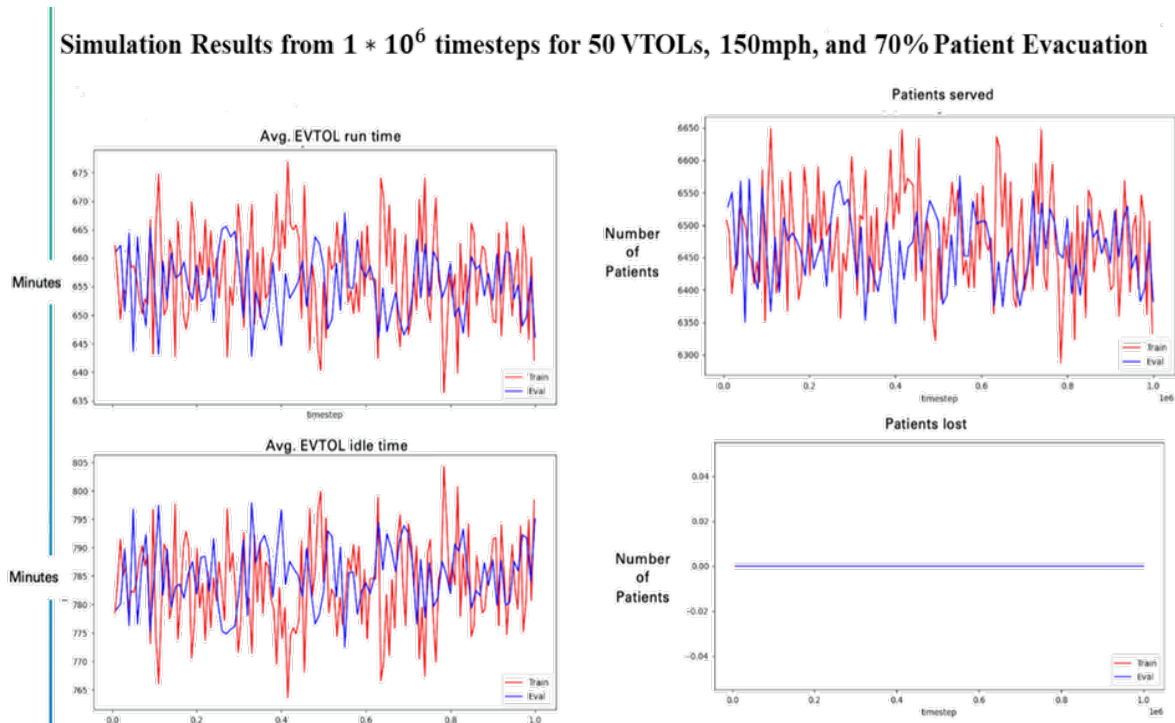 Simulation Results from 1 * 10^6 timesteps for 50 VTOLs, 150mph, and 70% Patient Evacuation
Avg. EVTOL run time
Minutes
675
670
665
660
655
650
645
640
635
Train
Eval
timestep
Patients served
Number
of
Patients
6650
6600
6550
6500
6450
6400
6350
6300
Train
Eval
0.0 0.2 0.4 0.6 0.8 1.0
timestep
1e6
Avg. EVTOL idle time
Minutes
805
800
795
790
785
780
775
770
765
Train
Eval
0.0 0.2 0.4 0.6 0.8 1.0
Patients lost
Number
of
Patients
0.04
0.02
0.00
−0.02
−0.04
Train
Eval
0.0 0.2 0.4 0.6 0.8 1.0
timestep
1e6